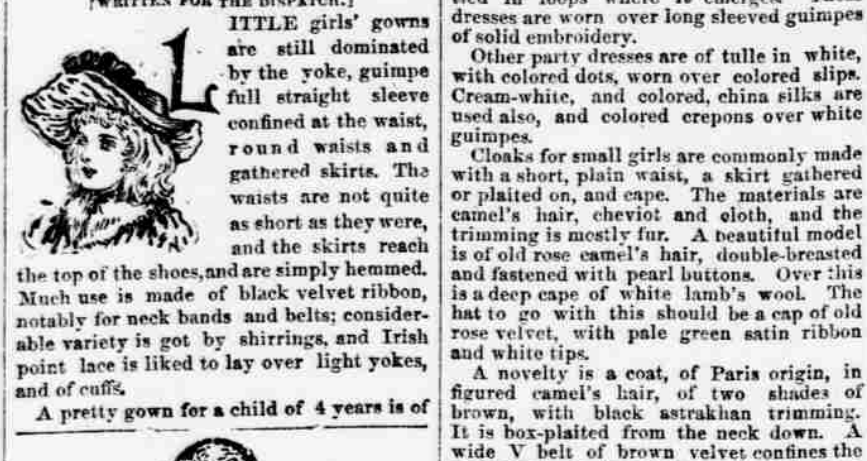 [WRITTEN FOR THE DISPATCH.]
LITTLE girls' gowns
are still dominated
by the yoke, guimpe
full straight sleeve
confined at the waist,
round waists and
gathered skirts. The
waists are not quite
as short as they were,
and the skirts reach
the top of the shoes, and are simply hemmed.
Much use is made of black velvet ribbon,
notably for neck bands and belts; consider-
able variety is got by shirrings, and Irish
point lace is liked to lay over light yokes,
and of cuffs.
A pretty gown for a child of 4 years is of
dresses are worn over long sleeved guimpes
of solid embroidery.
Other party dresses are of tulle in white,
with colored dots, worn over colored slips.
Cream-white, and colored, china silks are
used also, and colored crepons over white
guimpes.
Cloaks for small girls are commonly made
with a short, plain waist, a skirt gathered
or plaited on, and cape. The materials are
camel's hair, cheviot and cloth, and the
trimming is mostly fur. A beautiful model
is of old rose camel's hair, double-breasted
and fastened with pearl buttons. Over this
is a deep cape of white lamb's wool. The
hat to go with this should be a cap of old
rose velvet, with pale green satin ribbon
and white tips.
A novelty is a coat, of Paris origin, in
figured camel's hair, of two shades of
brown, with black astrakhan trimming.
It is box-plaited from the neck down. A
wide V belt of brown velvet confines the